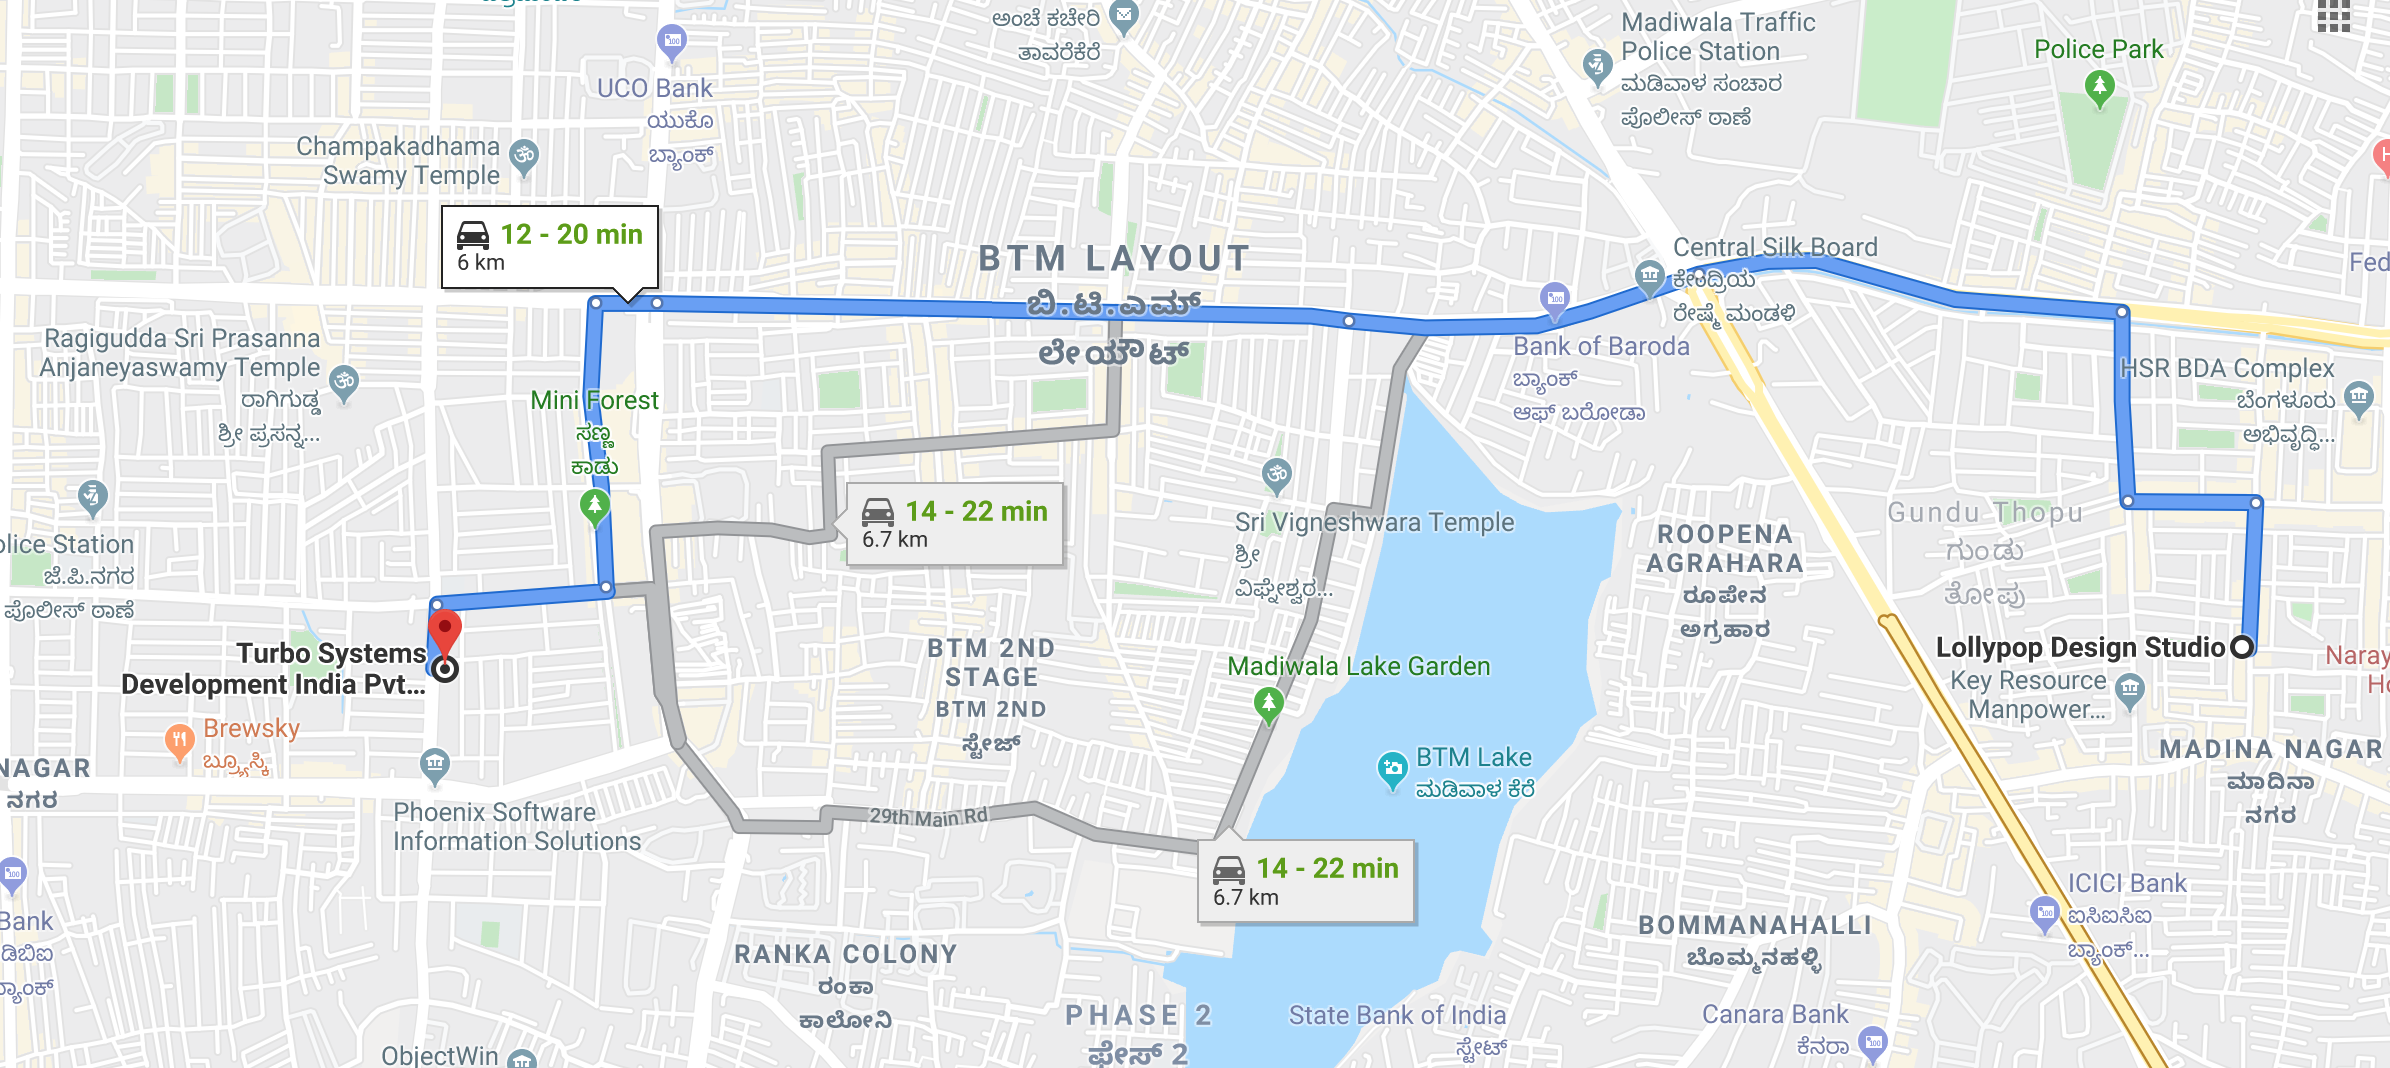 ಅಂಚೆ ಕಚೇರಿ
ತಾವರೆಕೆರೆ
Madiwala Traffic
Police Station
ಮಡಿವಾಳ ಸಂಚಾರ
ಪೊಲೀಸ್ ಠಾಣೆ
Police Park
UCO Bank
ಯುಕೊ
ಬ್ಯಾಂಕ್
Champakadhama
Swamy Temple
12 - 20 min
6 km
BTM LAYOUT
ಬಿ.ಟಿ.ಎಮ್
ಲೇಯೌಟ್
Central Silk Board
ಕೇಂದ್ರಿಯ
ರೇಷ್ಮೆ ಮಂಡಳಿ
Fed
Ragigudda Sri Prasanna
Anjaneyaswamy Temple
ರಾಗಿಗುಡ್ಡ
ಶ್ರೀ ಪ್ರಸನ್ನ...
Mini Forest
ಸಣ್ಣ
ಕಾಡು
Bank of Baroda
ಬ್ಯಾಂಕ್
ಆಫ್ ಬರೋಡಾ
HSR BDA Complex
ಬೆಂಗಳೂರು
ಅಭಿವೃದ್ಧಿ...
14 - 22 min
6.7 km
Sri Vigneshwara Temple
ಶ್ರೀ
ವಿಘ್ನೇಶ್ವರ...
ROOPENA
AGRAHARA
ರೂಪೇನ
ಅಗ್ರಹಾರ
Gundu Thopu
ಗುಂಡು
ತೋಪು
olice Station
ಜೆ.ಪಿ.ನಗರ
ಪೊಲೀಸ್ ಠಾಣೆ
Turbo Systems
Development India Pvt...
BTM 2ND
STAGE
BTM 2ND
ಸ್ಟೇಜ್
Madiwala Lake Garden
Lollypop Design Studio
Key Resource
Manpower...
Naray
Ho
Brewsky
ಬ್ರ್ಯೂಸ್ಕಿ
NAGAR
ನಗರ
BTM Lake
ಮಡಿವಾಳ ಕೆರೆ
MADINA NAGAR
ಮಾದಿನಾ
ನಗರ
Phoenix Software
Information Solutions
29th Main Rd
14 - 22 min
6.7 km
ICICI Bank
ಐಸಿಐಸಿಐ
ಬ್ಯಾಂಕ್...
Bank
ಡಿಬಿಐ
ಬ್ಯಾಂಕ್
RANKA COLONY
ರಂಕಾ
ಕಾಲೋನಿ
BOMMANAHALLI
ಬೊಮ್ಮನಹಳ್ಳಿ
PHASE 2
ಫೇಸ್ 2
State Bank of India
ಸ್ಟೇಟ್
Canara Bank
ಕೆನರಾ
ObjectWin